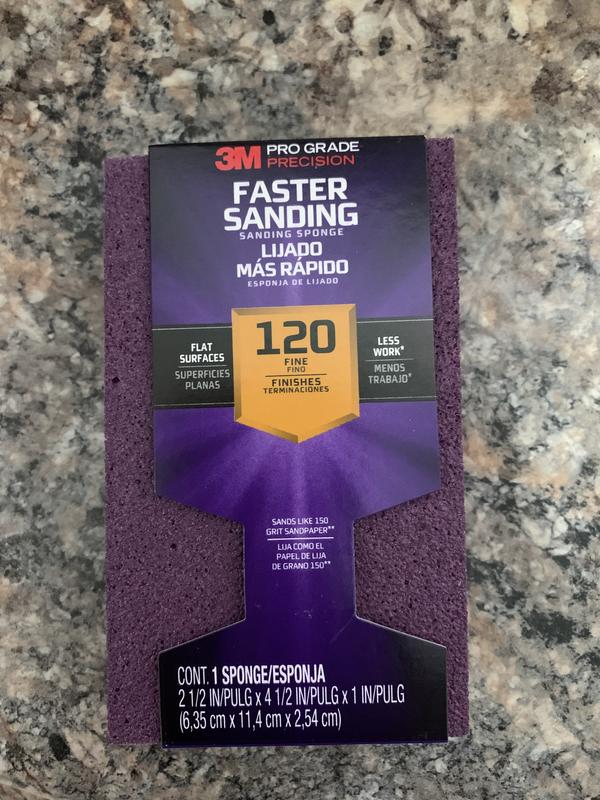 3M PRO GRADE
PRECISION
FASTER
SANDING
SANDING SPONGE
LIJADO
MÁS RÁPIDO
ESPONJA DE LIJADO
FLAT
SURFACES
SUPERFICIES
PLANAS
120
FINE
FINO
FINISHES
TERMINACIONES
LESS
WORK*
MENOS
TRABAJO*
SANDS LIKE 150
GRIT SANDPAPER**
LIJA COMO EL
PAPEL DE LIJA
DE GRANO 150**
CONT. 1 SPONGE/ESPONJA
2 1/2 IN/PULG x 4 1/2 IN/PULG x 1 IN/PULG
(6,35 cm x 11,4 cm x 2,54 cm)